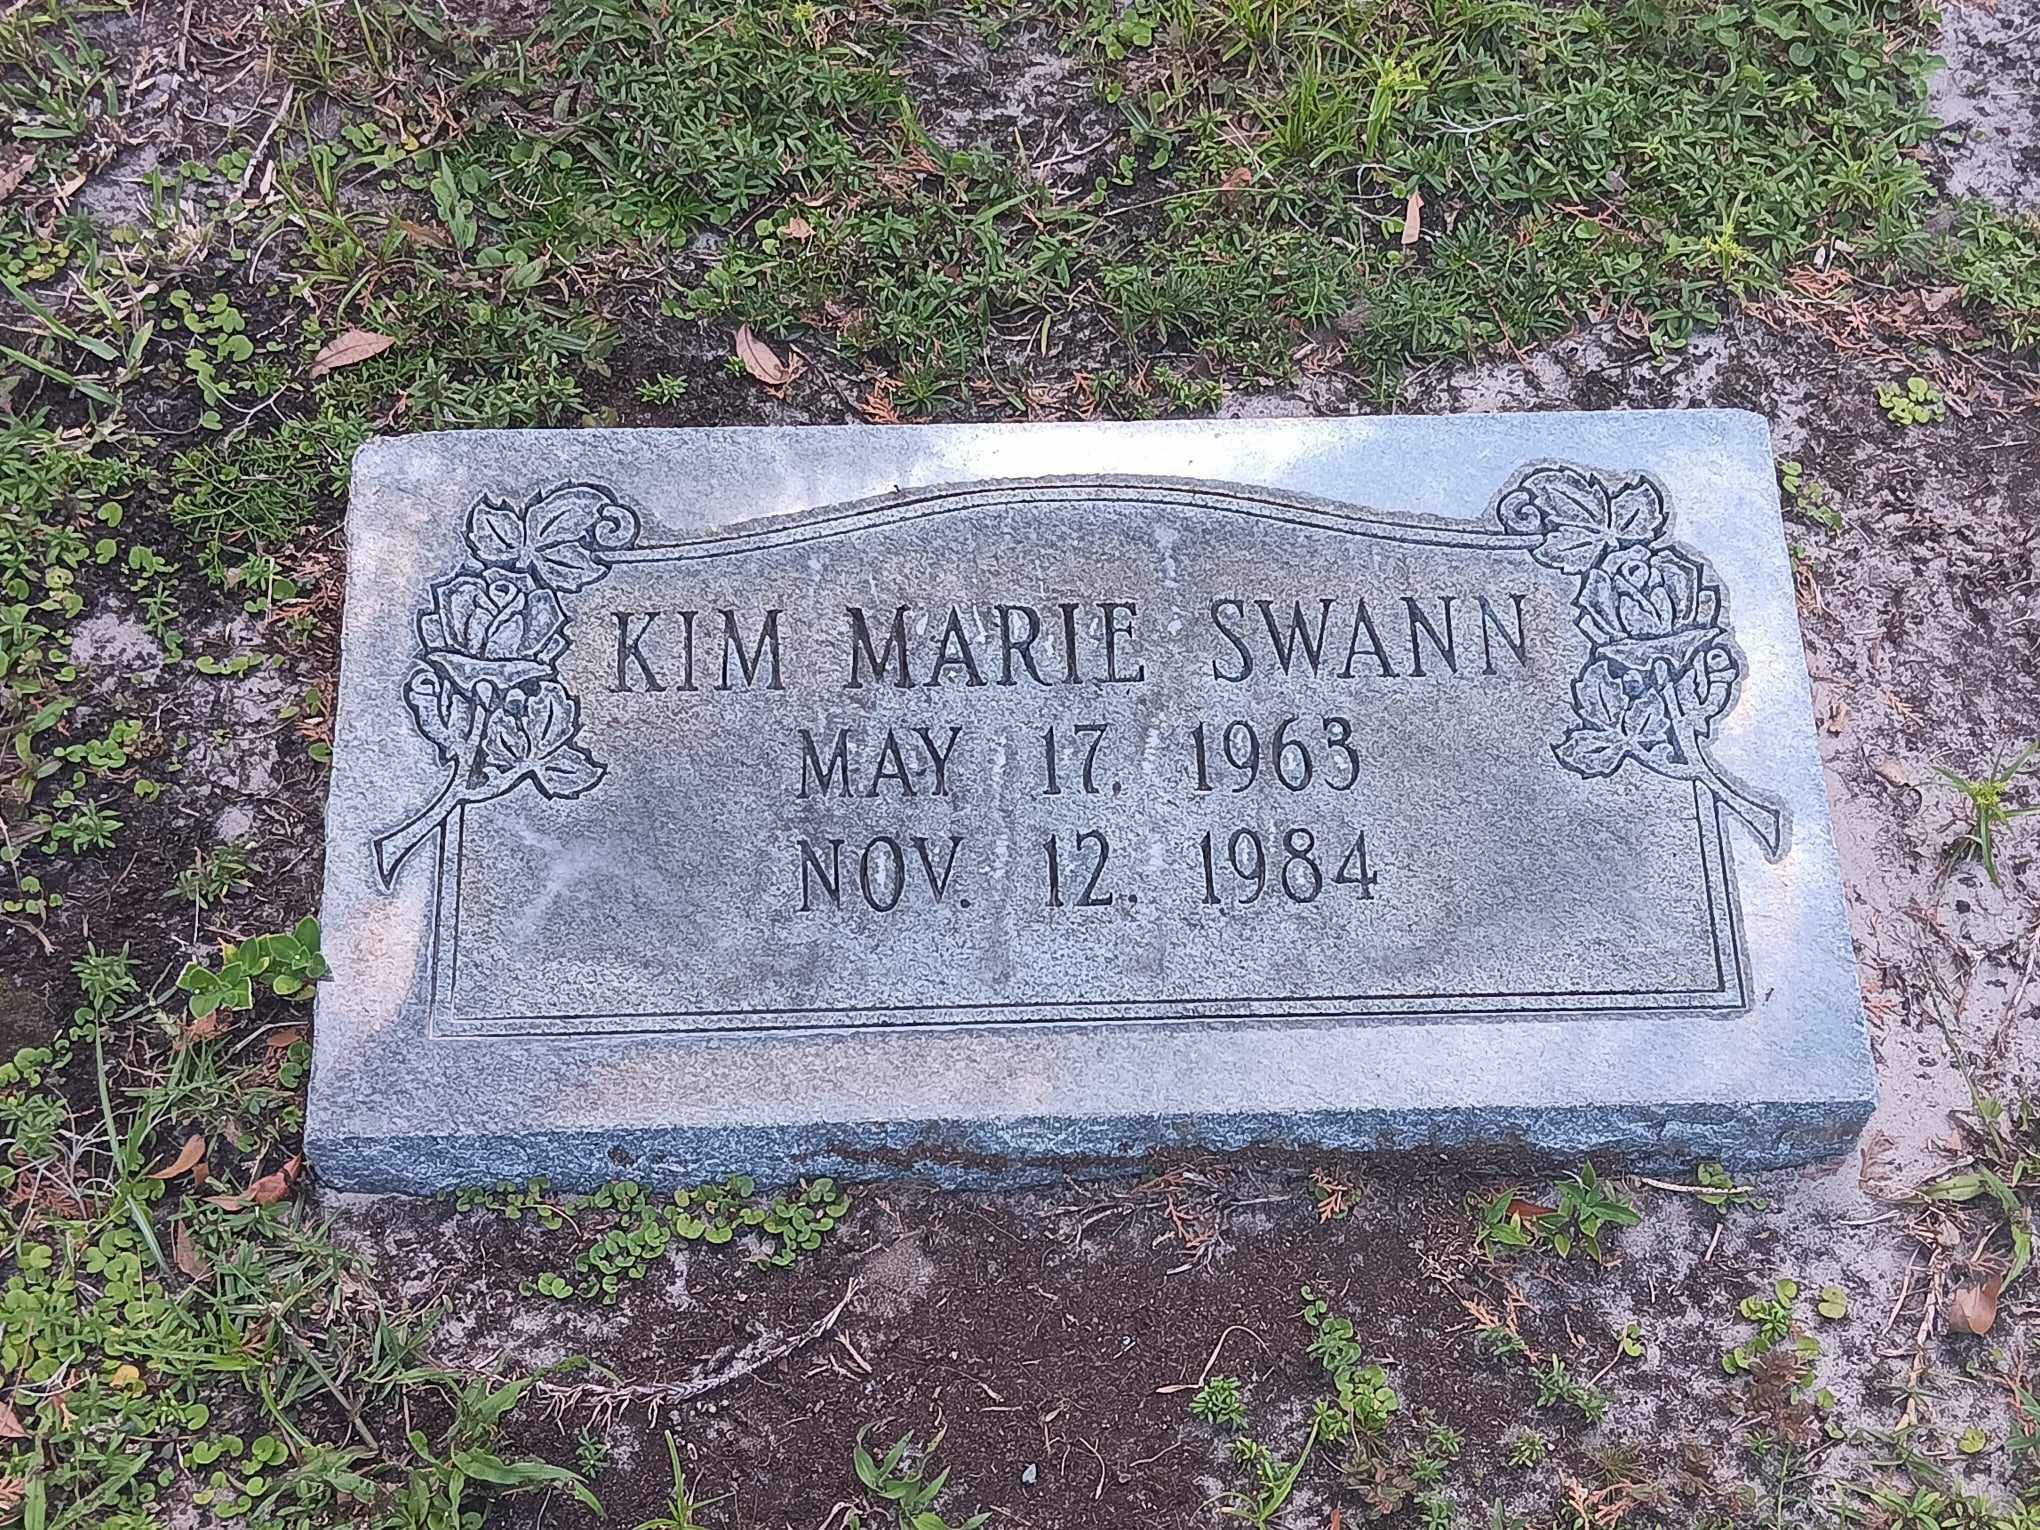 KIM MARIE SWANN
MAY 17, 1963
NOV. 12, 1984